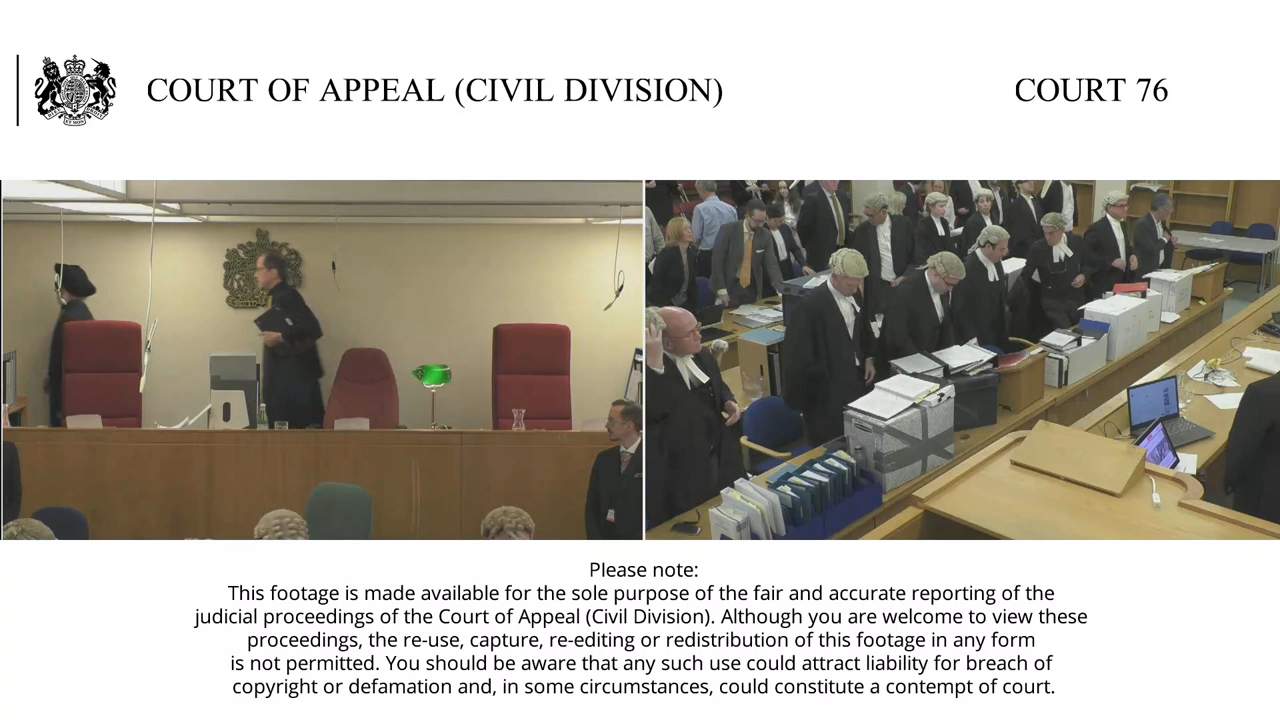 COURT OF APPEAL (CIVIL DIVISION)
COURT 76
Please note:
This footage is made available for the sole purpose of the fair and accurate reporting of the
judicial proceedings of the Court of Appeal (Civil Division). Although you are welcome to view these
proceedings, the re-use, capture, re-editing or redistribution of this footage in any form
is not permitted. You should be aware that any such use could attract liability for breach of
copyright or defamation and, in some circumstances, could constitute a contempt of court.